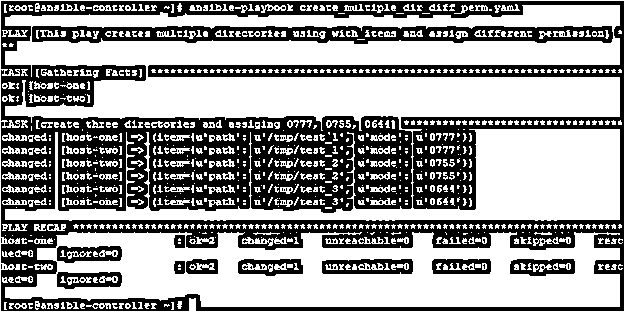 [root@ansible-controller ~]# ansible-playbook create_multiple_dir_diff_perm.yaml
PLAY [This play creates multiple directories using with_items and assign different permission] *
**
TASK [Gathering Facts] ************************************************************
ok: [host-one]
ok: [host-two]
TASK [create three directories and assiging 0777, 0755, 0644] ****************************
changed: [host-one] => (item={u'path': u'/tmp/test_1', u'mode': u'0777'})
changed: [host-two] => (item={u'path': u'/tmp/test_1', u'mode': u'0777'})
changed: [host-one] => (item={u'path': u'/tmp/test_2', u'mode': u'0755'})
changed: [host-two] => (item={u'path': u'/tmp/test_2', u'mode': u'0755'})
changed: [host-one] => (item={u'path': u'/tmp/test_3', u'mode': u'0644'})
changed: [host-two] => (item={u'path': u'/tmp/test_3', u'mode': u'0644'})
PLAY RECAP **********************************************************************
host-one : ok=2 changed=1 unreachable=0 failed=0 skipped=0 resc
ued=0 ignored=0
host-two : ok=2 changed=1 unreachable=0 failed=0 skipped=0 resc
ued=0 ignored=0
[root@ansible-controller ~]#